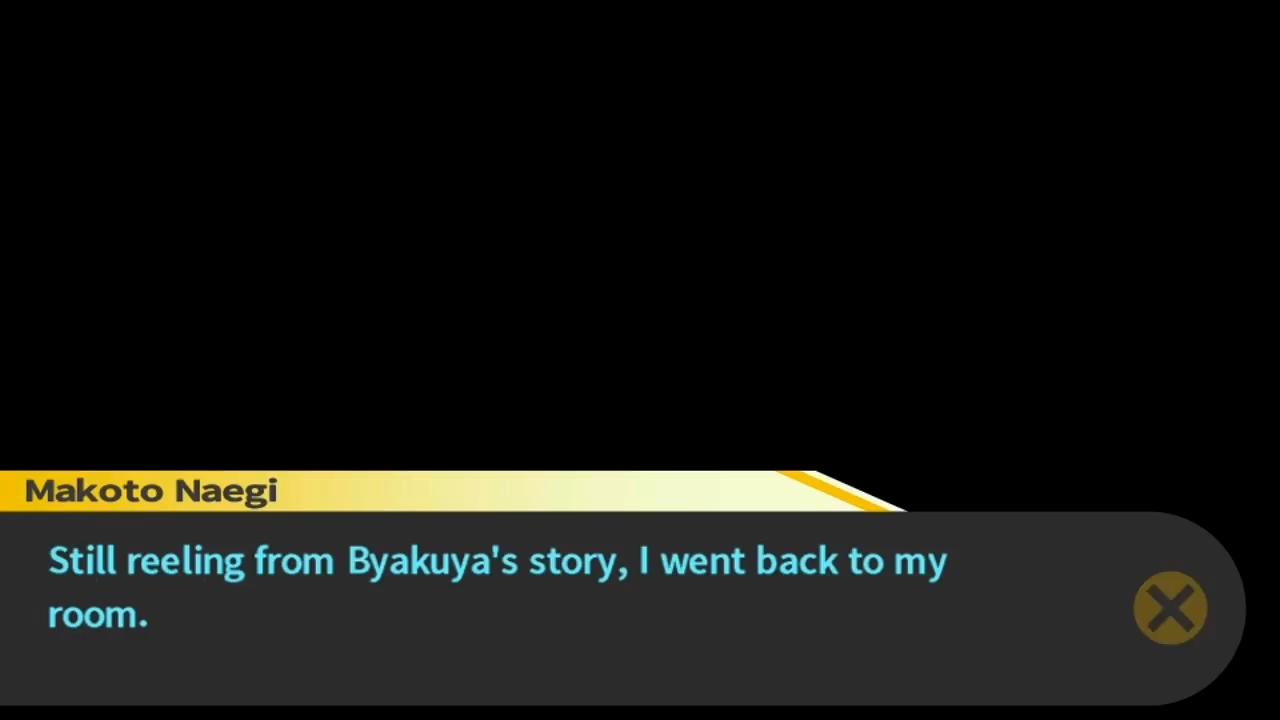 Makoto Naegi
Still reeling from Byakuya's story, I went back to my
room.